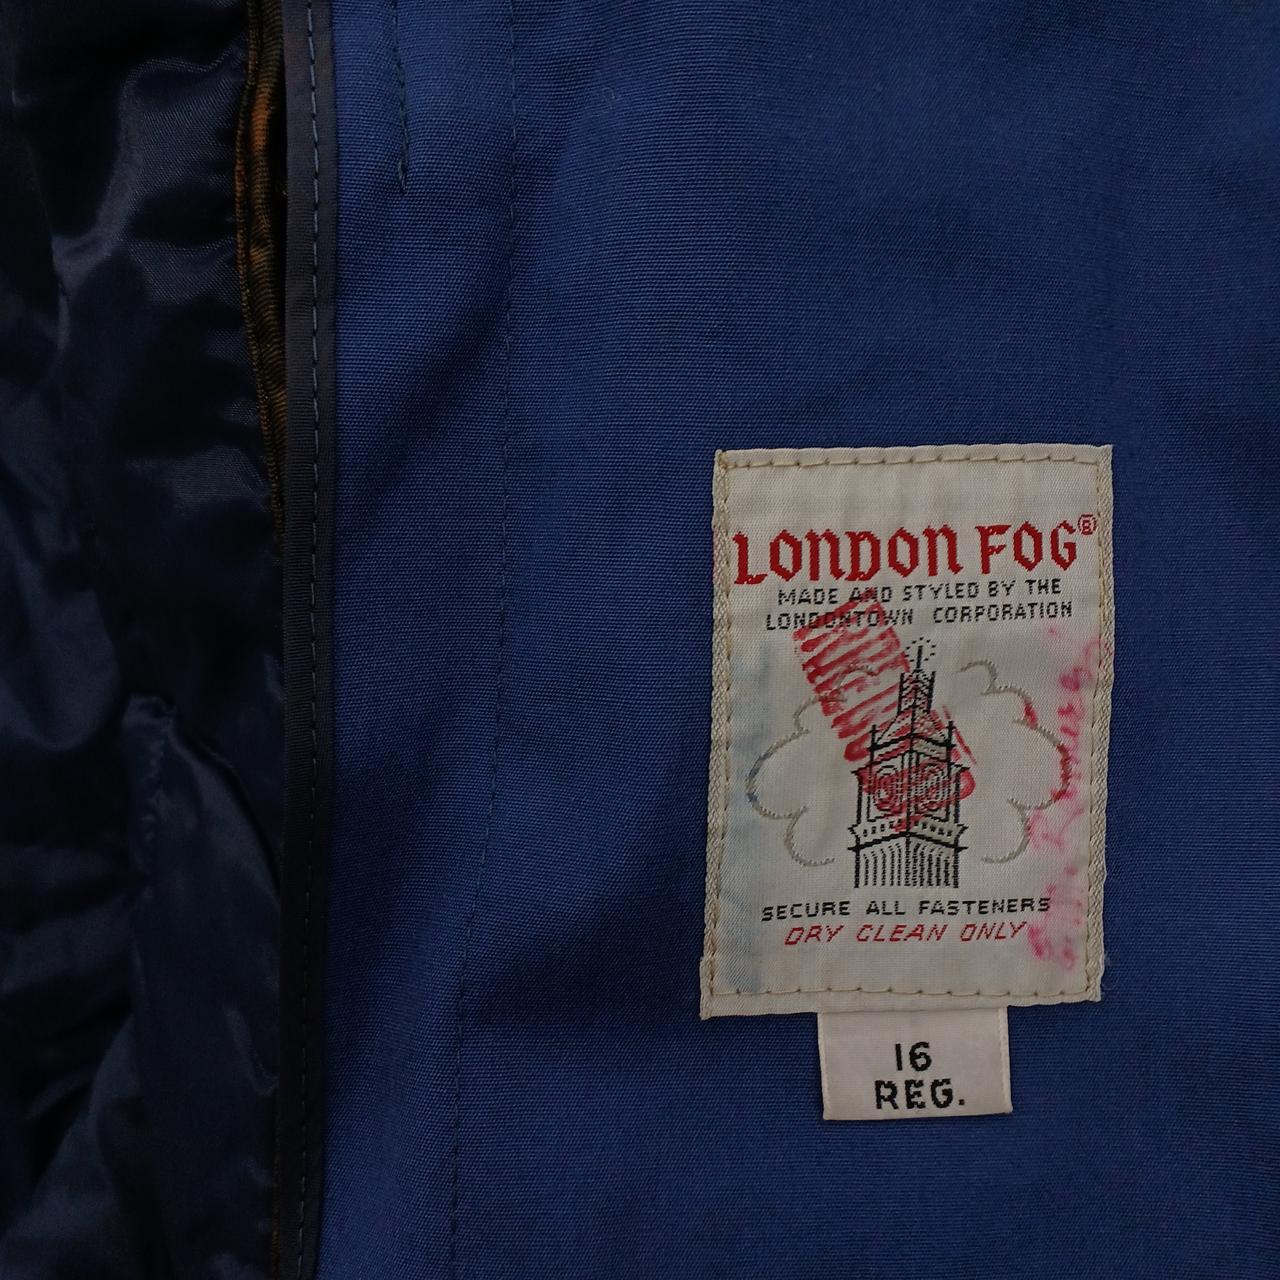 LONDON FOG®
MADE AND STYLED BY THE
LONDONTOWN CORPORATION
SECURE ALL FASTENERS
DRY CLEAN ONLY
16
REG.